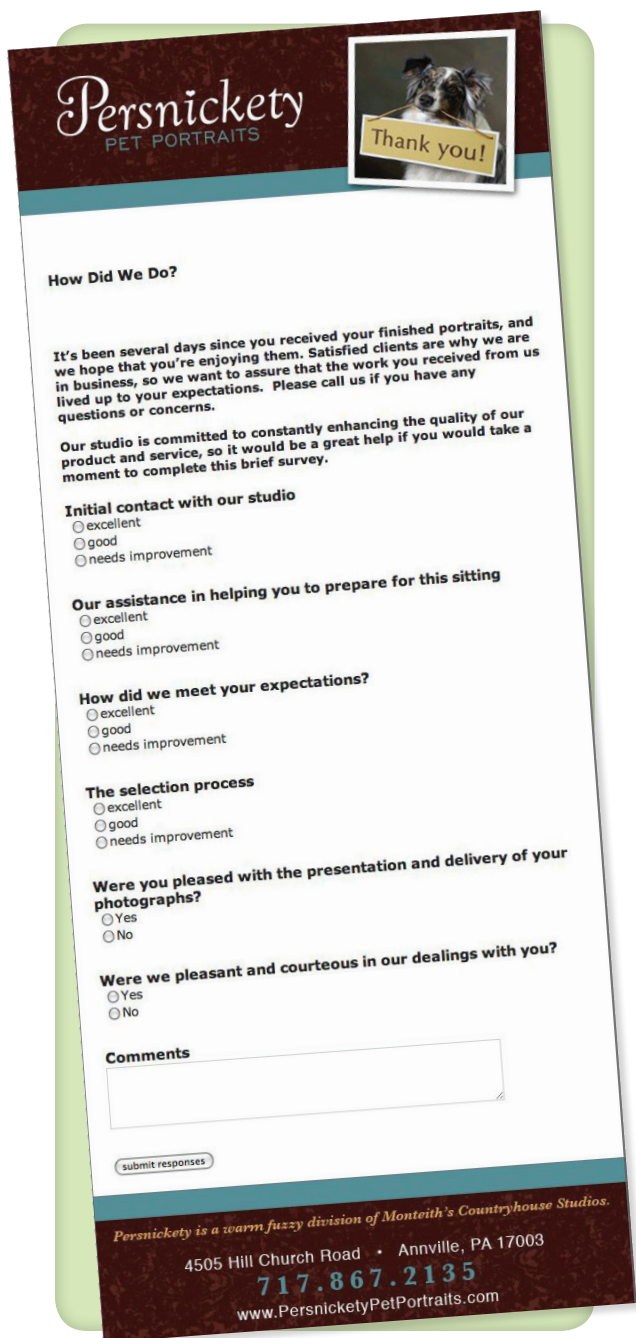 Persnickety
PET PORTRAITS
Thank you!
How Did We Do?
It's been several days since you received your finished portraits, and
we hope that you're enjoying them. Satisfied clients are why we are
in business, so we want to assure that the work you received from us
lived up to your expectations.  Please call us if you have any
questions or concerns.
Our studio is committed to constantly enhancing the quality of our
product and service, so it would be a great help if you would take a
moment to complete this brief survey.
Initial contact with our studio
excellent
good
needs improvement
Our assistance in helping you to prepare for this sitting
excellent
good
needs improvement
How did we meet your expectations?
excellent
good
needs improvement
The selection process
excellent
good
needs improvement
Were you pleased with the presentation and delivery of your
photographs?
Yes
No
Were we pleasant and courteous in our dealings with you?
Yes
No
Comments
submit responses
Persnickety is a warm fuzzy division of Monteith's Countryhouse Studios.
4505 Hill Church Road • Annville, PA 17003
717.867.2135
www.PersnicketyPetPortraits.com